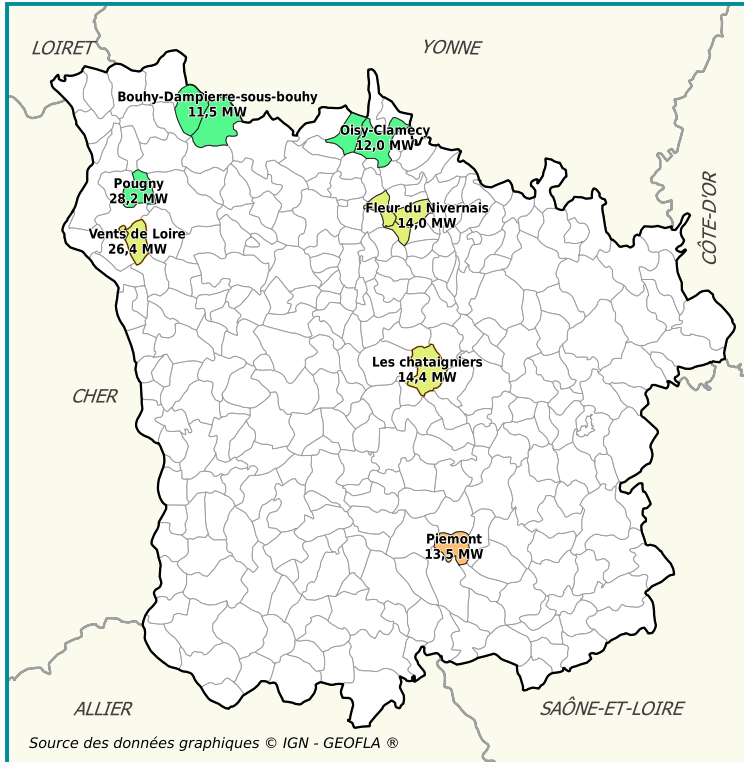 LOIRET
YONNE
Bouhy-Dampierre-sous-bouhy
11,5 MW
Oisy-Clamecy
12,0 MW
Pougny
28,2 MW
Fleur du Nivernais
14,0 MW
CÔTE-D'OR
Vents de Loire
26,4 MW
Les chataigniers
14,4 MW
CHER
Piemont
13,5 MW
ALLIER
SAÔNE-ET-LOIRE
Source des données graphiques © IGN - GEOFLA ®